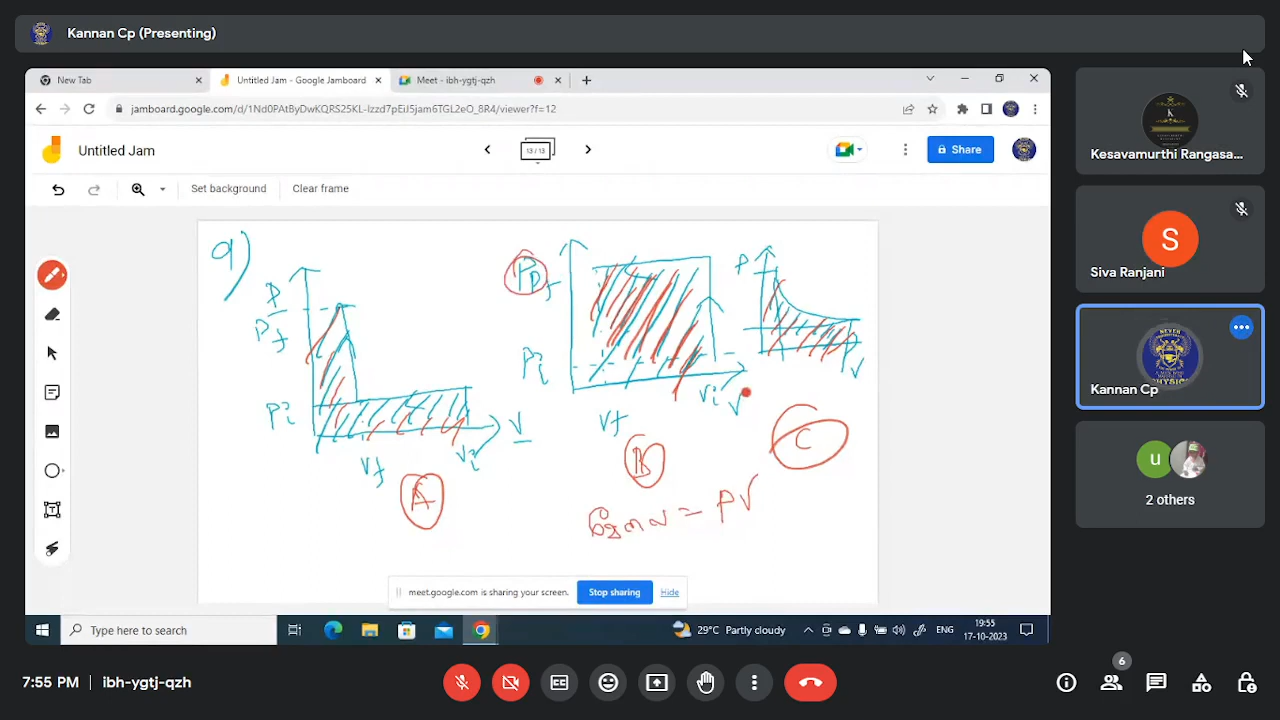 Kannan Cp (Presenting)
New Tab
Untitled Jam - Google Jamboard
Meet - ibh-ygtj-qzh
jamboard.google.com/d/1Nd0PAtByDwKQRS25KL-Izzd7pEiJ5jam6TGL2eO_8R4/viewer?f=12
Untitled Jam
13 / 13
Share
Set background
Clear frame
9)
P
Pf
Pi
Vf
Vi
V
A
P
Pf
Pi
Vf
Vi
V
B
P
V
C
= PV
meet.google.com is sharing your screen.
Stop sharing
Hide
Type here to search
29°C Partly cloudy
ENG
19:55
17-10-2023
Kesavamurthi Rangasa...
S
Siva Ranjani
Kannan Cp
u
2 others
7:55 PM | ibh-ygtj-qzh
6